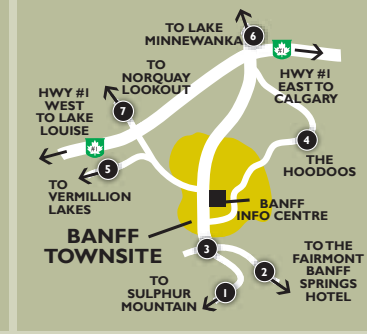 TO LAKE
MINNEWANKA
6
#1
HWY #1
EAST TO
CALGARY
TO
NORQUAY
LOOKOUT
7
HWY #1
WEST
TO LAKE
LOUISE
#1
5
TO
VERMILLION
LAKES
4
THE
HOODOOS
BANFF
INFO CENTRE
BANFF
TOWNSITE
3
TO THE
FAIRMONT
BANFF
SPRINGS
HOTEL
2
TO
SULPHUR
MOUNTAIN
1